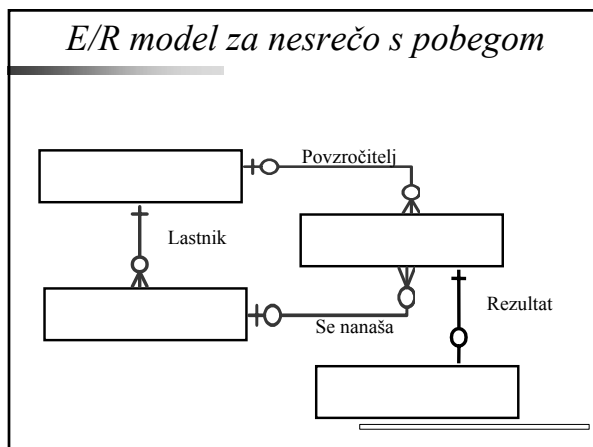 E/R model za nesrečo s pobegom
Povzročitelj
Lastnik
Se nanaša
Rezultat